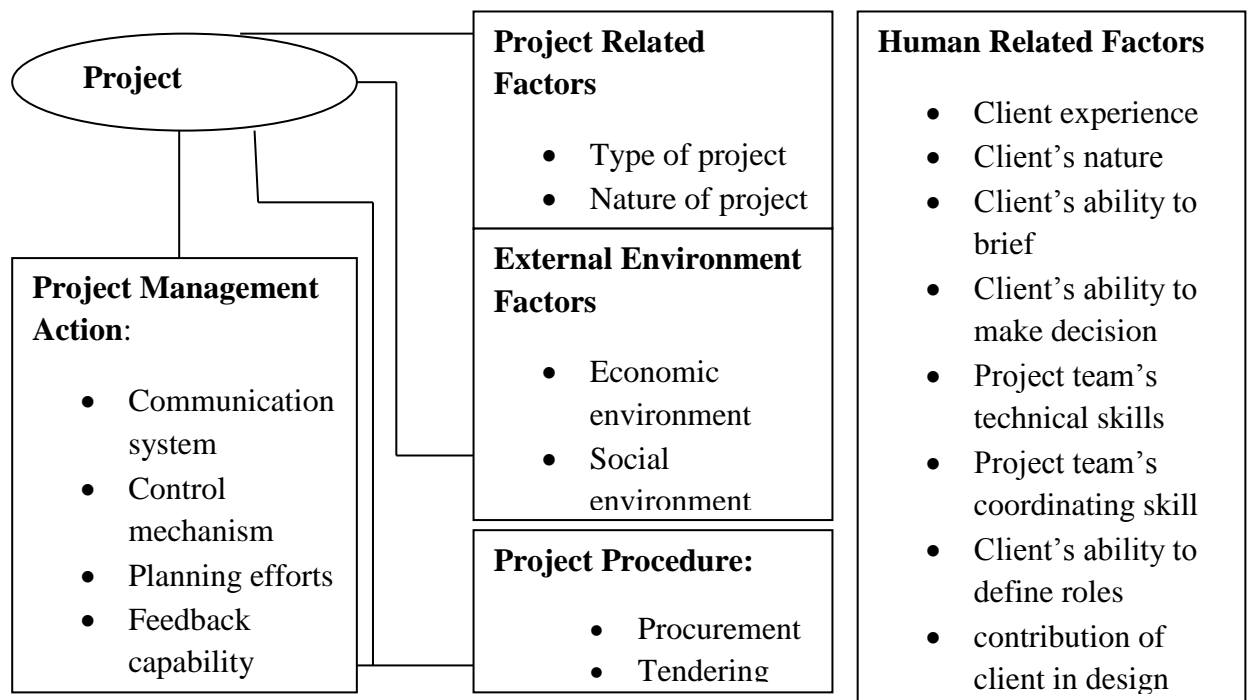 Project
Project Management
Action:
• Communication
system
• Control
mechanism
• Planning efforts
• Feedback
capability
Project Related
Factors
• Type of project
• Nature of project
External Environment
Factors
• Economic
environment
• Social
environment
Project Procedure:
• Procurement
• Tendering
Human Related Factors
• Client experience
• Client’s nature
• Client’s ability to
brief
• Client’s ability to
make decision
• Project team’s
technical skills
• Project team’s
coordinating skill
• Client’s ability to
define roles
• contribution of
client in design